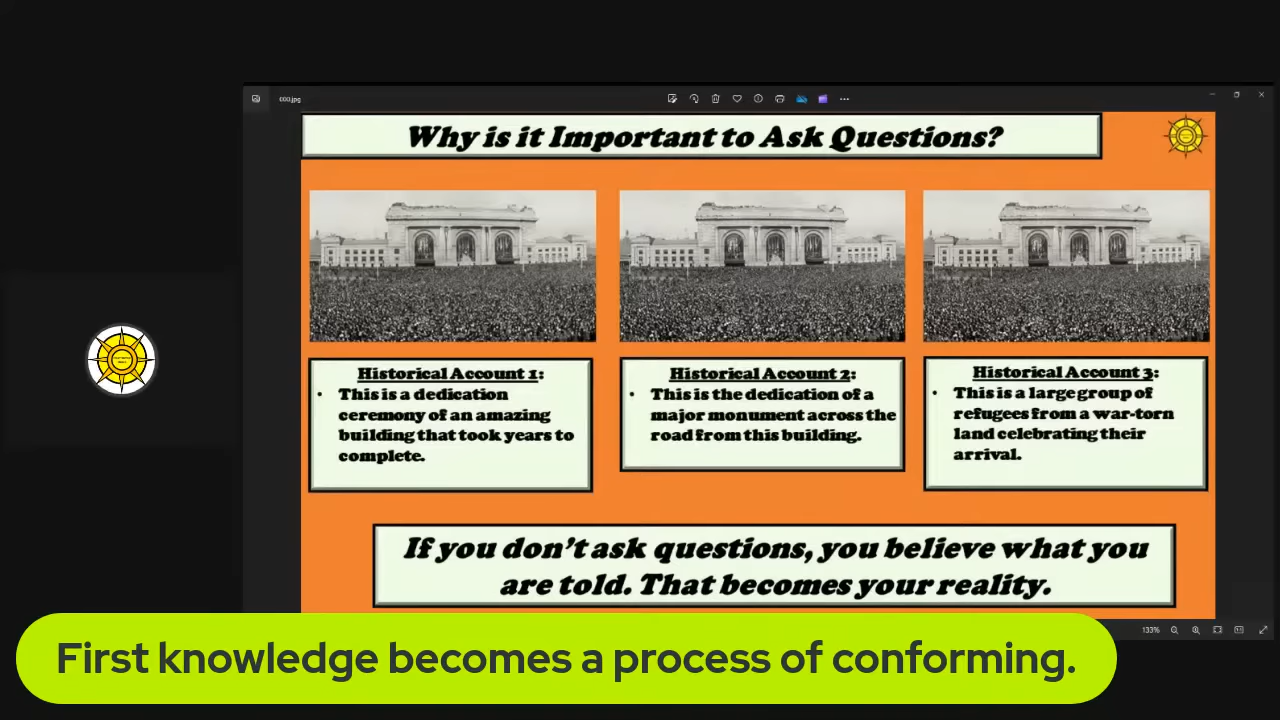 000.jpg
Why is it Important to Ask Questions?
Historical Account 1:
• This is a dedication
ceremony of an amazing
building that took years to
complete.
Historical Account 2:
• This is the dedication of a
major monument across the
road from this building.
Historical Account 3:
• This is a large group of
refugees from a war-torn
land celebrating their
arrival.
If you don't ask questions, you believe what you
are told. That becomes your reality.
133%
First knowledge becomes a process of conforming.